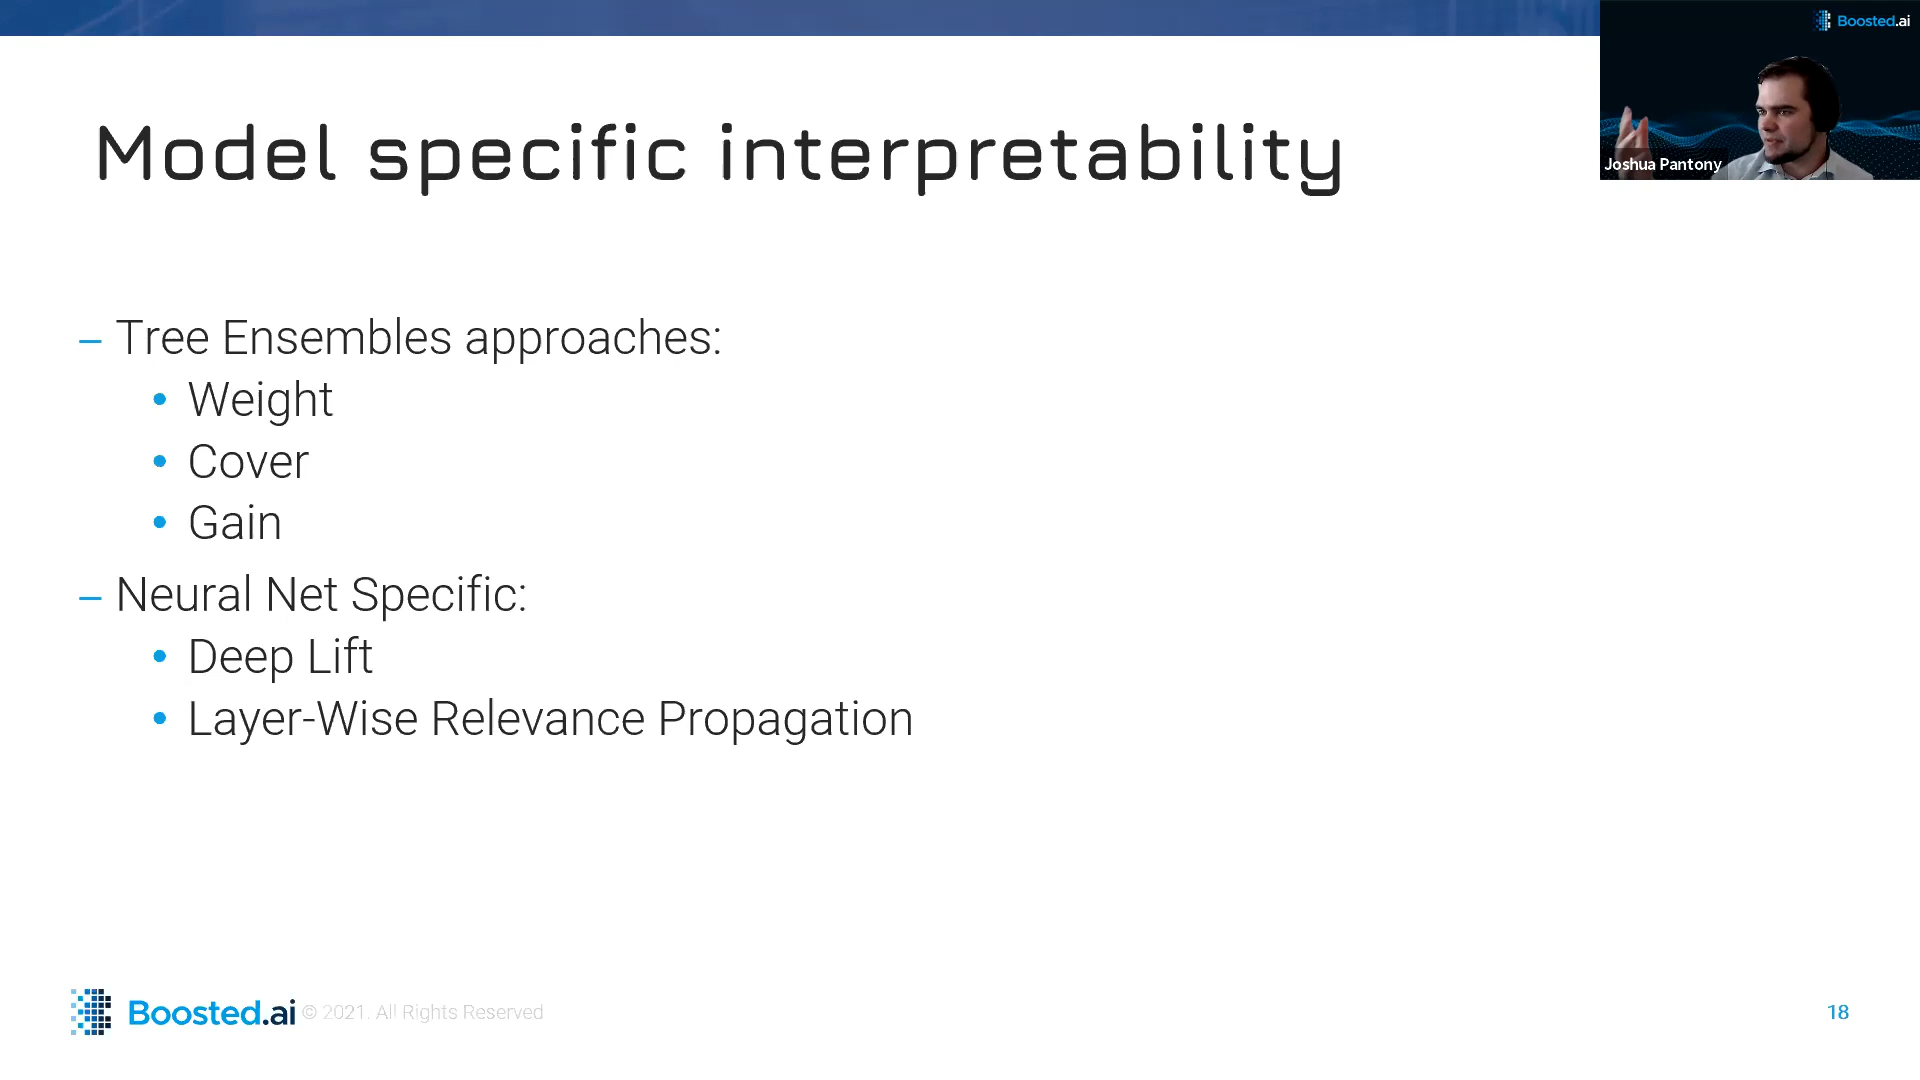 Boosted.ai
Joshua Pantony
Model specific interpretability
– Tree Ensembles approaches:
• Weight
• Cover
• Gain
– Neural Net Specific:
• Deep Lift
• Layer-Wise Relevance Propagation
Boosted.ai © 2021. All Rights Reserved
18